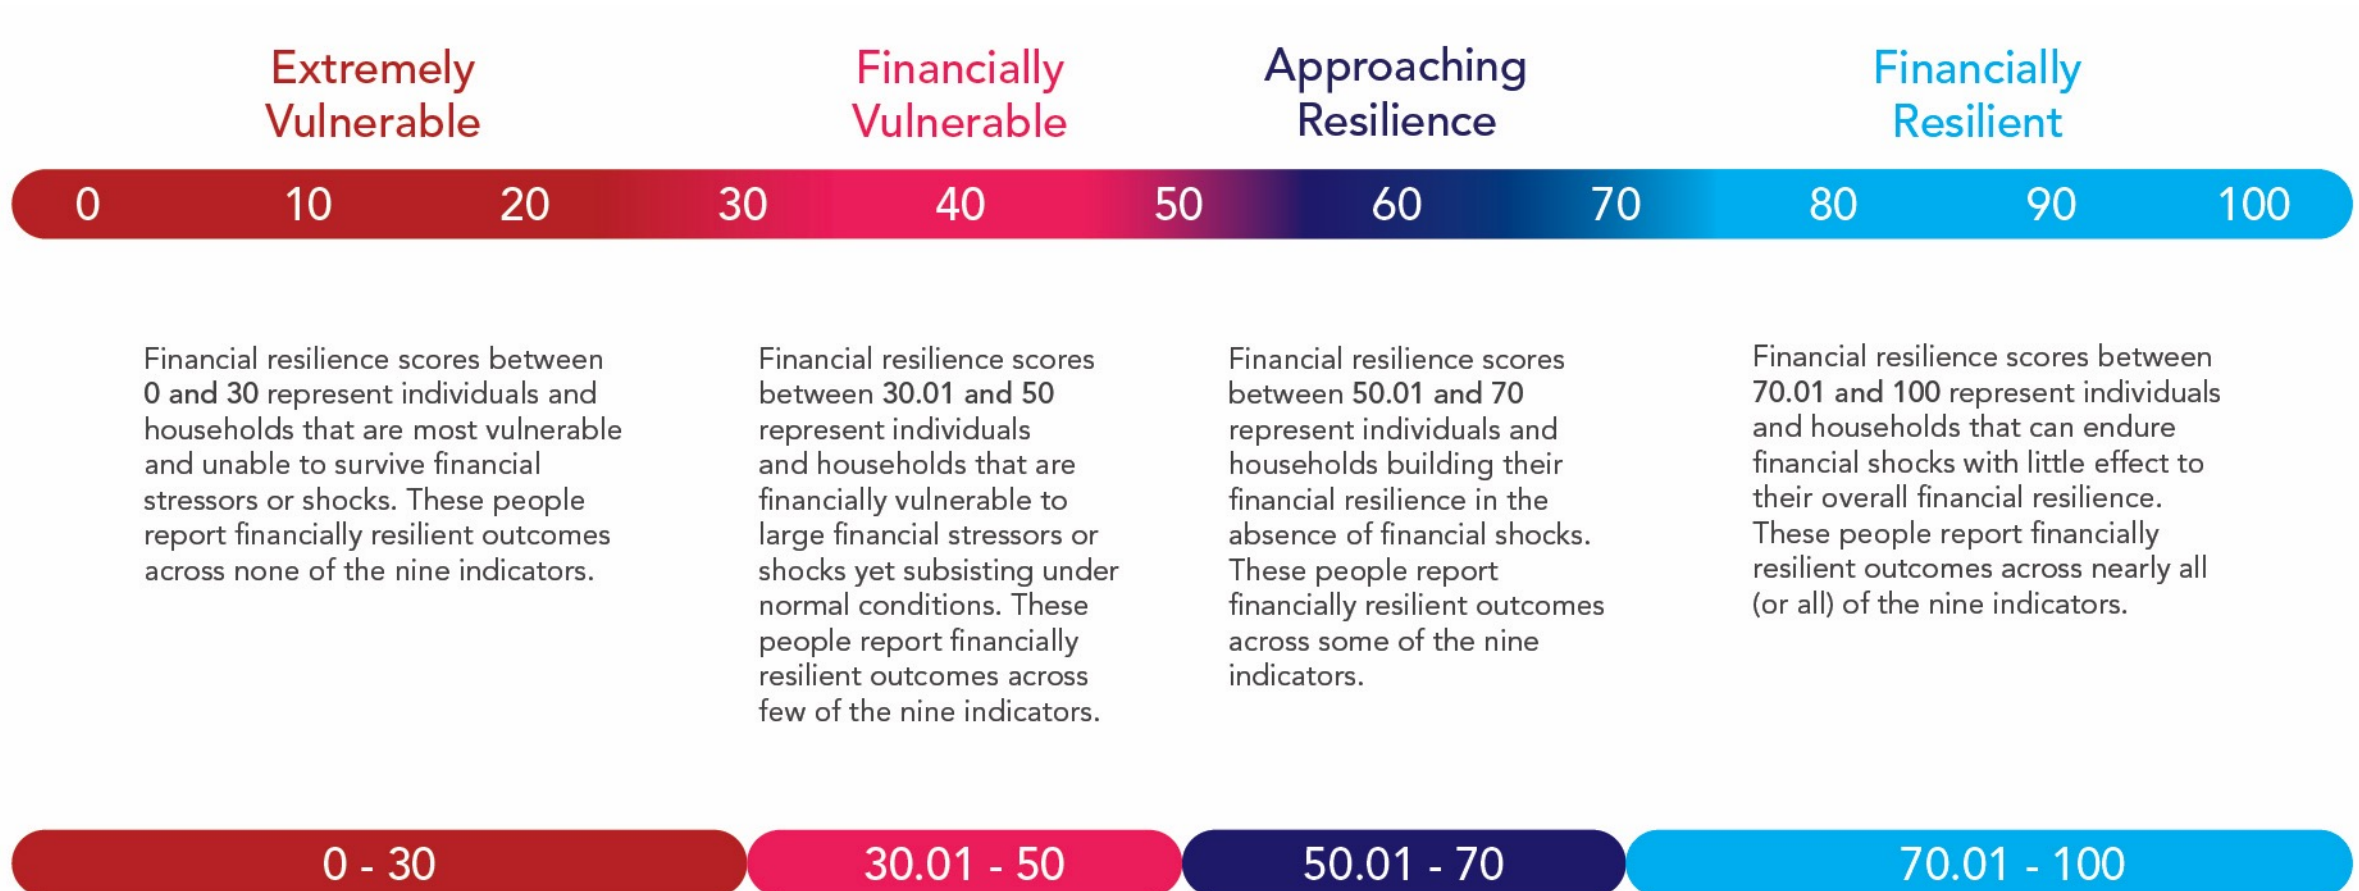 Extremely
Vulnerable
Financially
Vulnerable
Approaching
Resilience
Financially
Resilient
0 10 20 30 40 50 60 70 80 90 100
Financial resilience scores between
0 and 30 represent individuals and
households that are most vulnerable
and unable to survive financial
stressors or shocks. These people
report financially resilient outcomes
across none of the nine indicators.
Financial resilience scores
between 30.01 and 50
represent individuals
and households that are
financially vulnerable to
large financial stressors or
shocks yet subsisting under
normal conditions. These
people report financially
resilient outcomes across
few of the nine indicators.
Financial resilience scores
between 50.01 and 70
represent individuals and
households building their
financial resilience in the
absence of financial shocks.
These people report
financially resilient outcomes
across some of the nine
indicators.
Financial resilience scores between
70.01 and 100 represent individuals
and households that can endure
financial shocks with little effect to
their overall financial resilience.
These people report financially
resilient outcomes across nearly all
(or all) of the nine indicators.
0 - 30
30.01 - 50
50.01 - 70
70.01 - 100